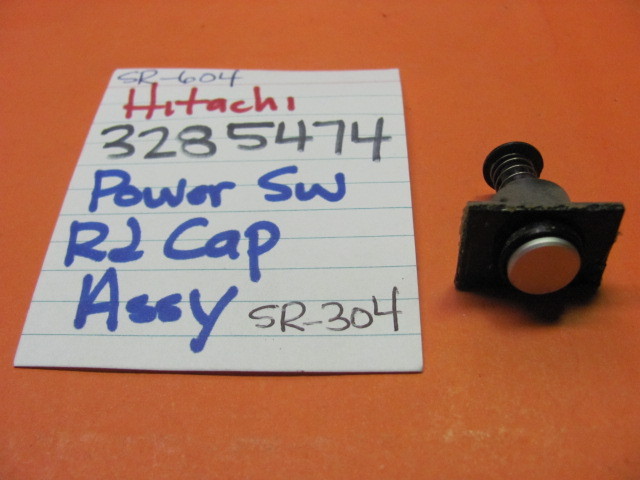 SR-604
Hitachi
3285474
Power SW
Rd Cap
Assy SR-304